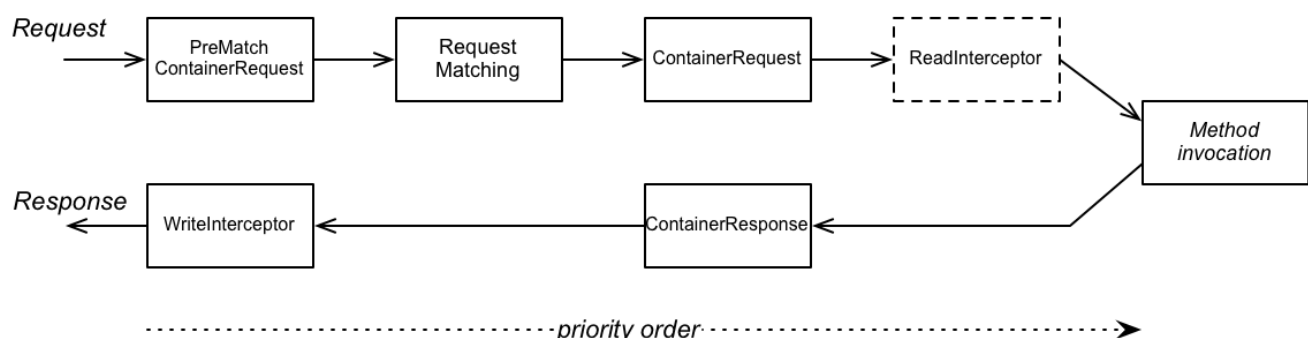 Request
PreMatch
ContainerRequest
Request
Matching
ContainerRequest
ReadInterceptor
Method
invocation
Response
WriteInterceptor
ContainerResponse
priority order